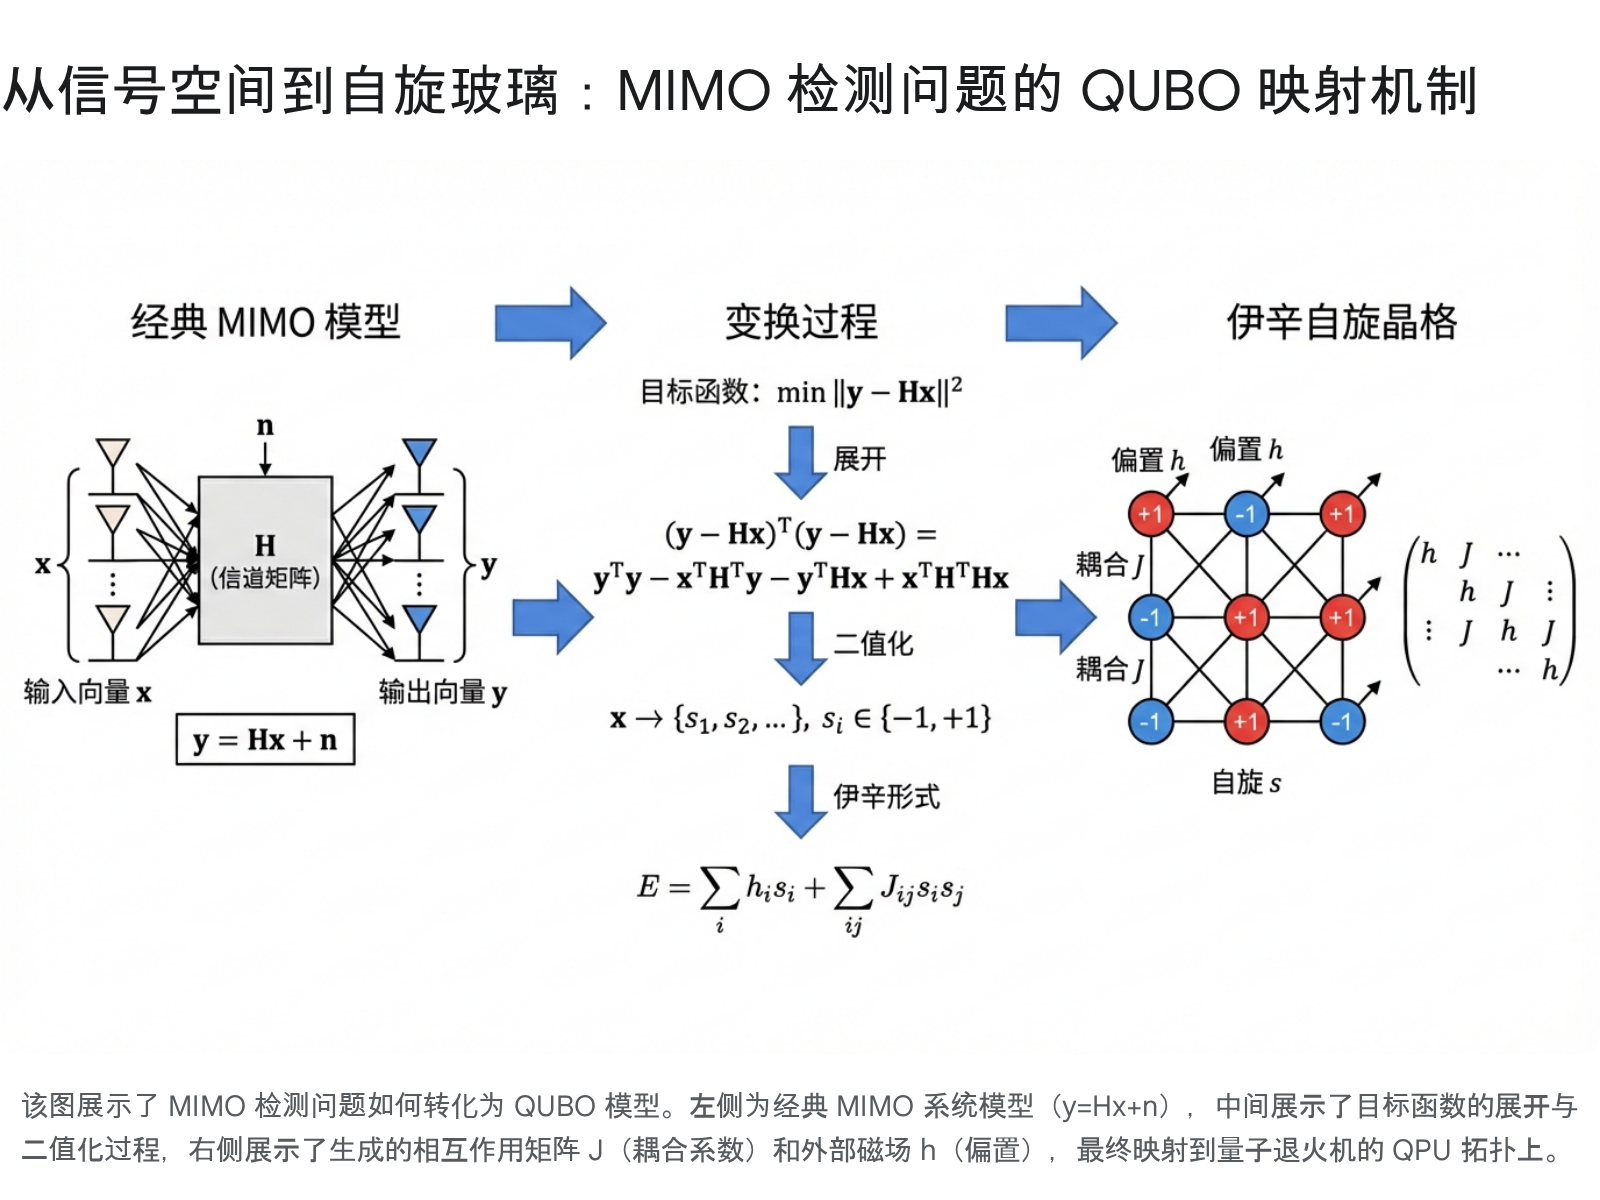 从信号空间到自旋玻璃：MIMO 检测问题的 QUBO 映射机制
经典 MIMO 模型
变换过程
伊辛自旋晶格
目标函数：min ‖y − Hx‖²
展开
(y − Hx)ᵀ(y − Hx) =
yᵀy − xᵀHᵀy − yᵀHx + xᵀHᵀHx
二值化
x → {s₁, s₂, ...}, sᵢ ∈ {−1, +1}
伊辛形式
E = ∑ᵢ hᵢsᵢ + ∑ᵢⱼ Jᵢⱼsᵢsⱼ
n
x
H
(信道矩阵)
y
⋮
⋮
输入向量 x
输出向量 y
y = Hx + n
偏置 h
偏置 h
+1 -1 +1
耦合 J
-1 +1 +1
耦合 J
-1 +1 -1
自旋 s
h J ⋯
h J ⋮
⋮ J h J
⋯ h
该图展示了 MIMO 检测问题如何转化为 QUBO 模型。左侧为经典 MIMO 系统模型（y=Hx+n），中间展示了目标函数的展开与
二值化过程，右侧展示了生成的相互作用矩阵 J（耦合系数）和外部磁场 h（偏置），最终映射到量子退火机的 QPU 拓扑上。